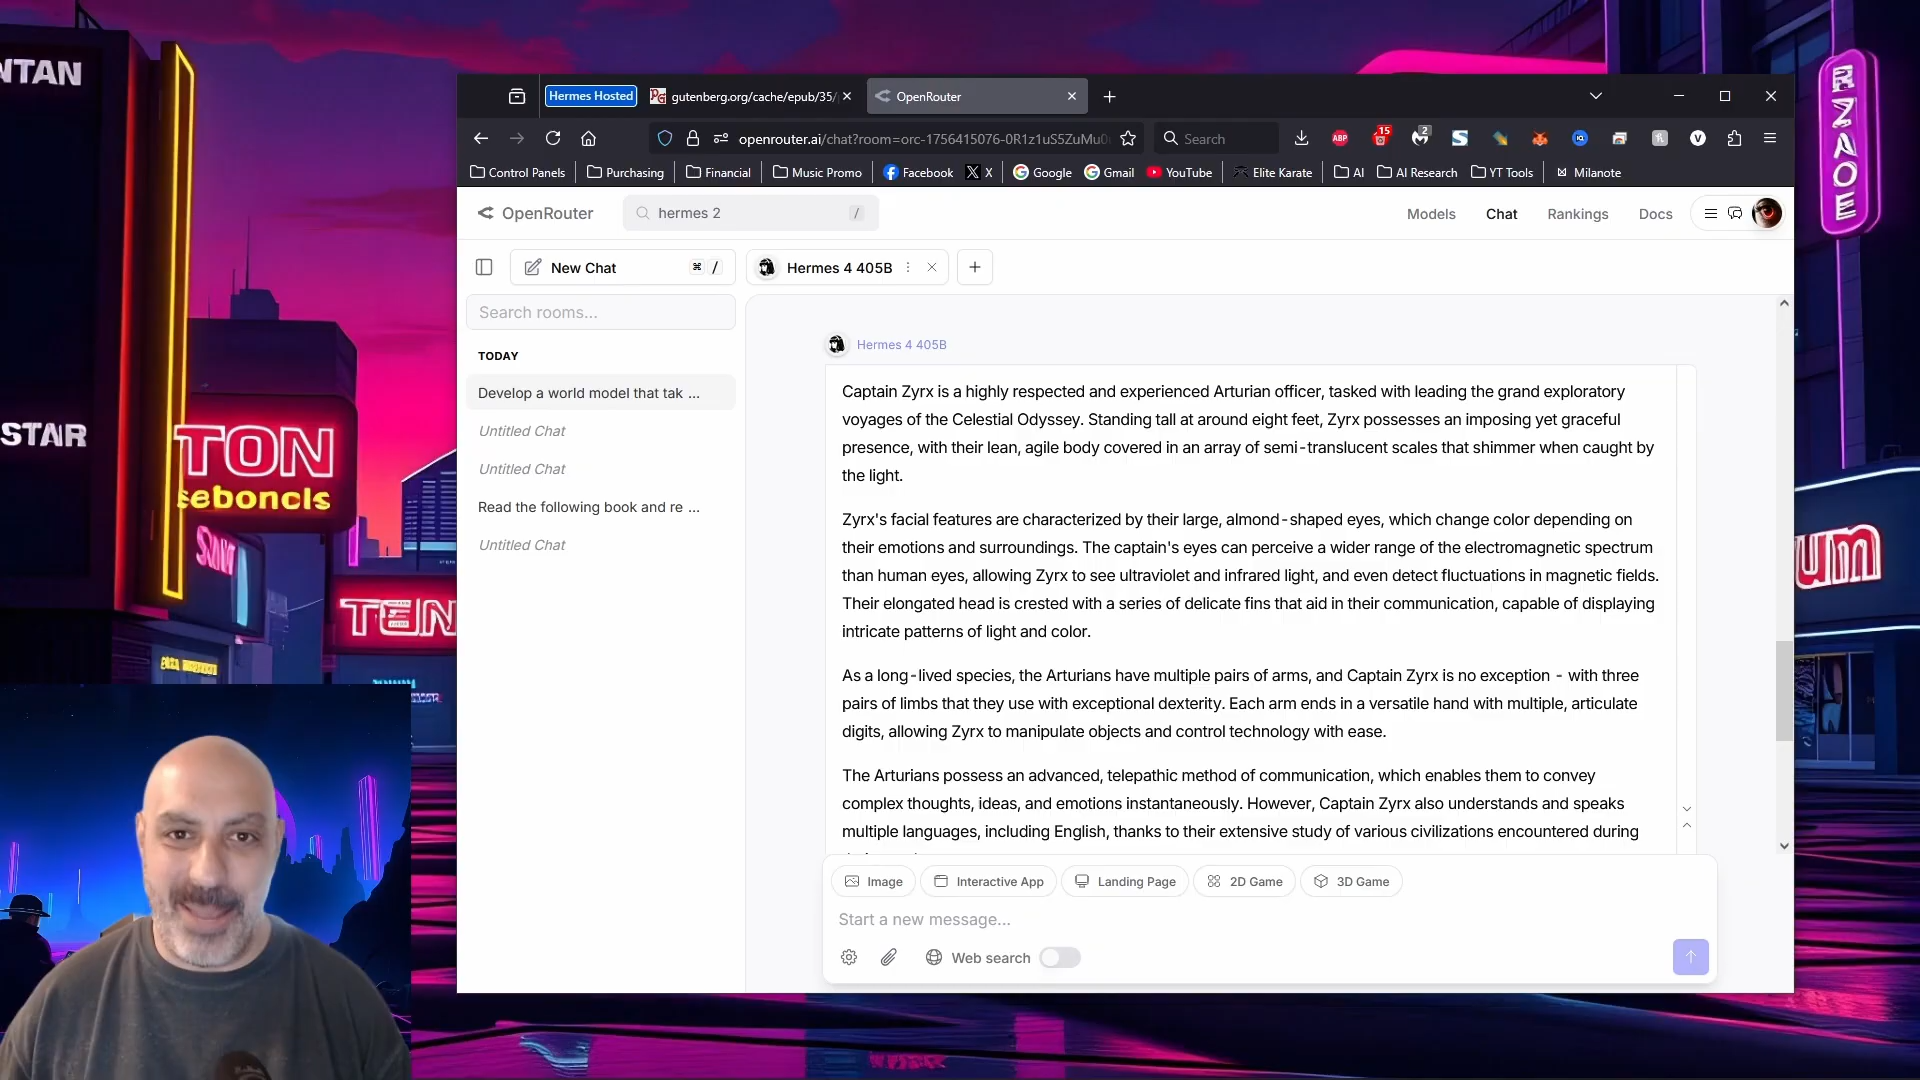 NTAN
STAR
TON
seboncls
TEN
um
Hermes Hosted
gutenberg.org/cache/epub/35/
OpenRouter
openrouter.ai/chat?room=orc-1756415076-0R1z1uS5ZuMu0
Search
ABP
15
2
Control Panels
Purchasing
Financial
Music Promo
Facebook
X
Google
Gmail
YouTube
Elite Karate
AI
AI Research
YT Tools
Milanote
OpenRouter
hermes 2
/
Models
Chat
Rankings
Docs
New Chat
⌘ /
Hermes 4 405B
Search rooms...
TODAY
Develop a world model that tak ...
Untitled Chat
Untitled Chat
Read the following book and re ...
Untitled Chat
Hermes 4 405B
Captain Zyrx is a highly respected and experienced Arturian officer, tasked with leading the grand exploratory
voyages of the Celestial Odyssey. Standing tall at around eight feet, Zyrx possesses an imposing yet graceful
presence, with their lean, agile body covered in an array of semi-translucent scales that shimmer when caught by
the light.
Zyrx's facial features are characterized by their large, almond-shaped eyes, which change color depending on
their emotions and surroundings. The captain's eyes can perceive a wider range of the electromagnetic spectrum
than human eyes, allowing Zyrx to see ultraviolet and infrared light, and even detect fluctuations in magnetic fields.
Their elongated head is crested with a series of delicate fins that aid in their communication, capable of displaying
intricate patterns of light and color.
As a long-lived species, the Arturians have multiple pairs of arms, and Captain Zyrx is no exception - with three
pairs of limbs that they use with exceptional dexterity. Each arm ends in a versatile hand with multiple, articulate
digits, allowing Zyrx to manipulate objects and control technology with ease.
The Arturians possess an advanced, telepathic method of communication, which enables them to convey
complex thoughts, ideas, and emotions instantaneously. However, Captain Zyrx also understands and speaks
multiple languages, including English, thanks to their extensive study of various civilizations encountered during
Image
Interactive App
Landing Page
2D Game
3D Game
Start a new message...
Web search